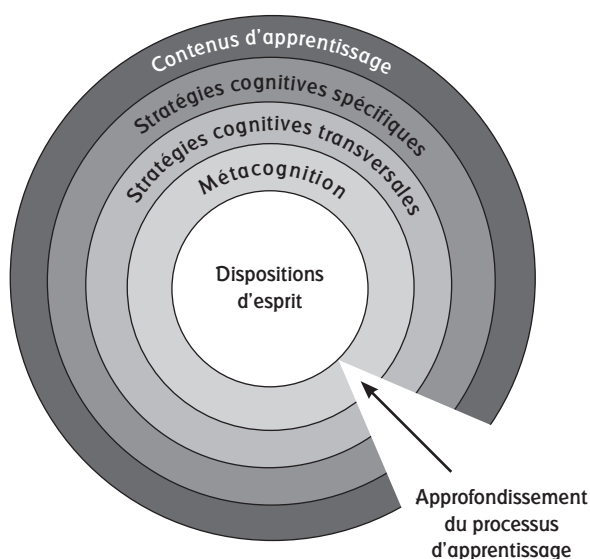 Contenus d'apprentissage
Stratégies cognitives spécifiques
Stratégies cognitives transversales
Métacognition
Dispositions
d'esprit
Approfondissement
du processus
d'apprentissage